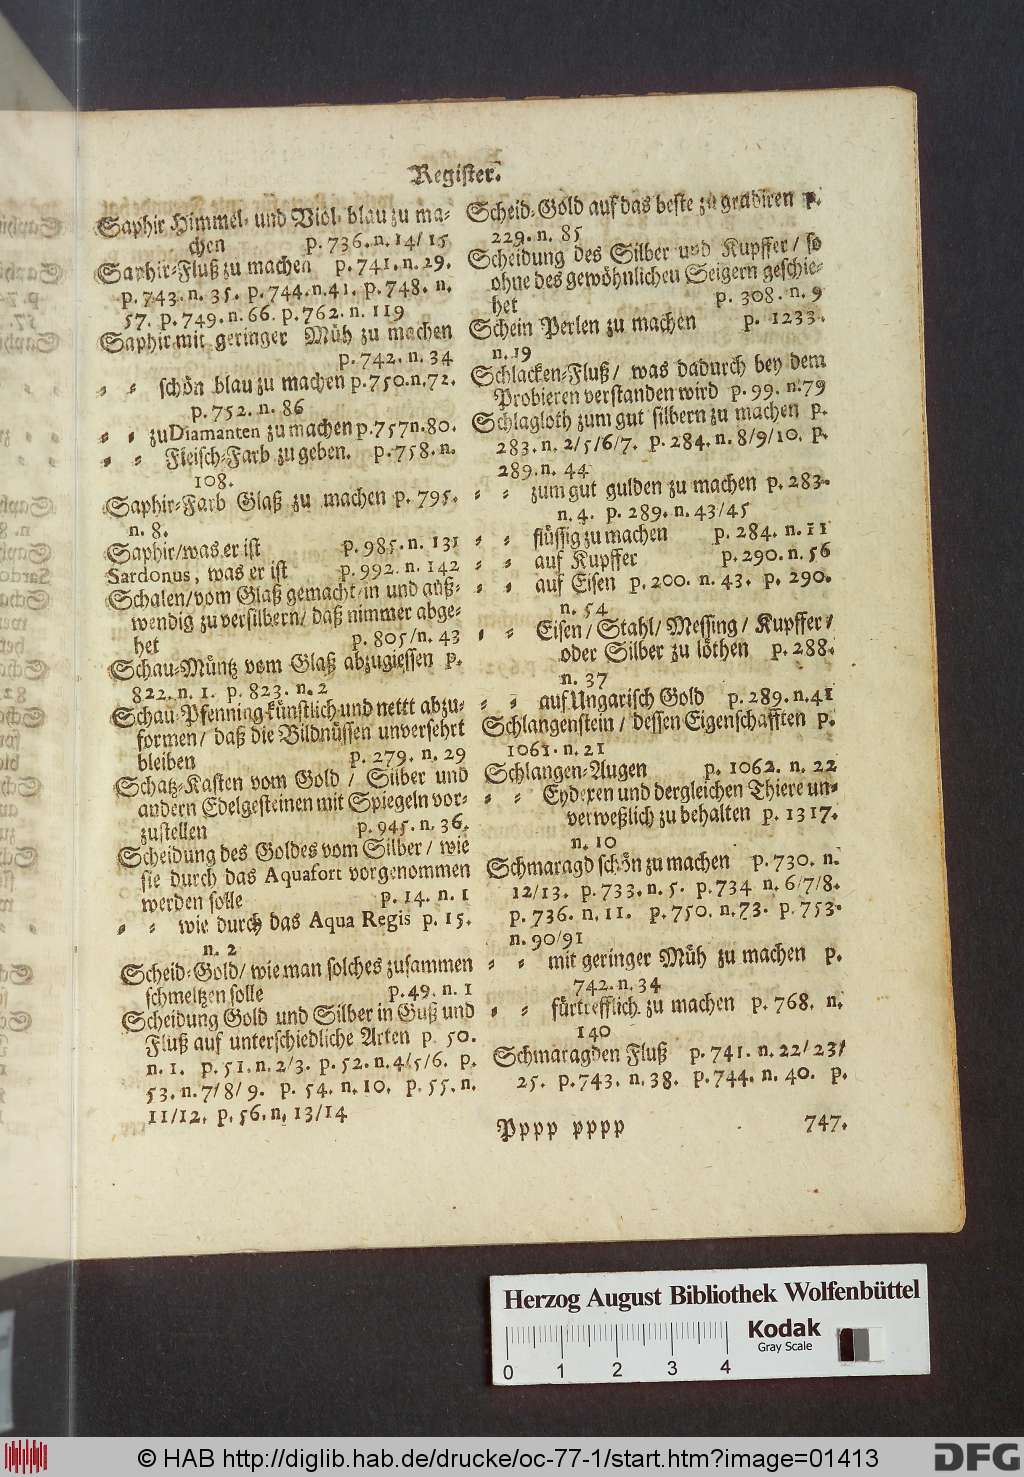 Register.
Saphir Himmel- und Viol- blau zu ma-
chen p. 736. n. 14/ 15
Saphir-Fluß zu machen p. 741. n. 29.
p. 743. n. 35. p. 744. n. 41. p. 748. n.
57. p. 749. n. 66. p. 762. n. 119
Saphir mit geringer Müh zu machen
p. 742. n. 34
= = schön blau zu machen p. 750. n. 72.
p. 752. n. 86
= = zu Diamanten zu machen p. 757 n. 80.
= = Fleisch-Farb zu geben. p. 758. n.
108.
Saphir-Farb Glaß zu machen p. 795.
n. 8.
Saphir/ was er ist p. 985. n. 131
Sardonus, was er ist p. 992. n. 142
Schalen/ vom Glaß gemacht/ in und auß-
wendig zu versilbern/ daß nimmer abge-
het p. 805/ n. 43
Schau-Müntz vom Glaß abzugiessen p.
822. n. 1. p. 823. n. 2
Schau-Pfenning künstlich und nettt abzu-
formen/ daß die Bildnüssen unversehrt
bleiben p. 279. n. 29
Schatz-Kasten vom Gold / Silber und
andern Edelgesteinen mit Spiegeln vor-
zustellen p. 945. n. 36.
Scheidung des Goldes vom Silber/ wie
sie durch das Aquafort vorgenommen
werden solle p. 14. n. 1
= = wie durch das Aqua Regis p. 15.
n. 2
Scheid-Gold/ wie man solches zusammen
schmeltzen solle p. 49. n. 1
Scheidung Gold und Silber in Guß und
Fluß auf unterschiedliche Arten p. 50.
n. 1. p. 51. n. 2/3. p. 52. n. 4/5/6. p.
53. n. 7/ 8/ 9. p. 54. n. 10. p. 55. n.
11/12. p. 56. n. 13/14
Scheid-Gold auf das beste zu gradiren p.
229. n. 85
Scheidung des Silber und Kupffer/ so
ohne des gewöhnlichen Seigern geschie-
het p. 308. n. 9
Schein Perlen zu machen p. 1233.
n. 19
Schlacken-Fluß/ was dadurch bey dem
Probieren verstanden wird p. 99. n. 79
Schlagloth zum gut silbern zu machen p.
283. n. 2/5/6/7. p. 284. n. 8/9/10. p.
289. n. 44
= = zum gut gulden zu machen p. 283.
n. 4. p. 289. n. 43/45
= = flüssig zu machen p. 284. n. 11
= = auf Kupffer p. 290. n. 56
= = auf Eisen p. 200. n. 43. p. 290.
n. 54
= = Eisen/ Stahl/ Messing/ Kupffer/
oder Silber zu löthen p. 288.
n. 37
= = auf Ungarisch Gold p. 289. n. 41
Schlangenstein/ dessen Eigenschafften p.
1061. n. 21
Schlangen-Augen p. 1062. n. 22
= = Eydexen und dergleichen Thiere un-
verweßlich zu behalten p. 1317.
n. 10
Schmaragd schön zu machen p. 730. n.
12/13. p. 733. n. 5. p. 734 n. 6/7/8.
p. 736. n. 11. p. 750. n. 73. p. 753.
n. 90/91
= = mit geringer Müh zu machen p.
742. n. 34
= = fürtrefflich zu machen p. 768. n.
140
Schmaragden Fluß p. 741. n. 22/ 23/
25. p. 743. n. 38. p. 744. n. 40. p.
Pppp pppp 747.
Herzog August Bibliothek Wolfenbüttel
Kodak
Gray Scale
0 1 2 3 4
© HAB http://diglib.hab.de/drucke/oc-77-1/start.htm?image=01413
DFG